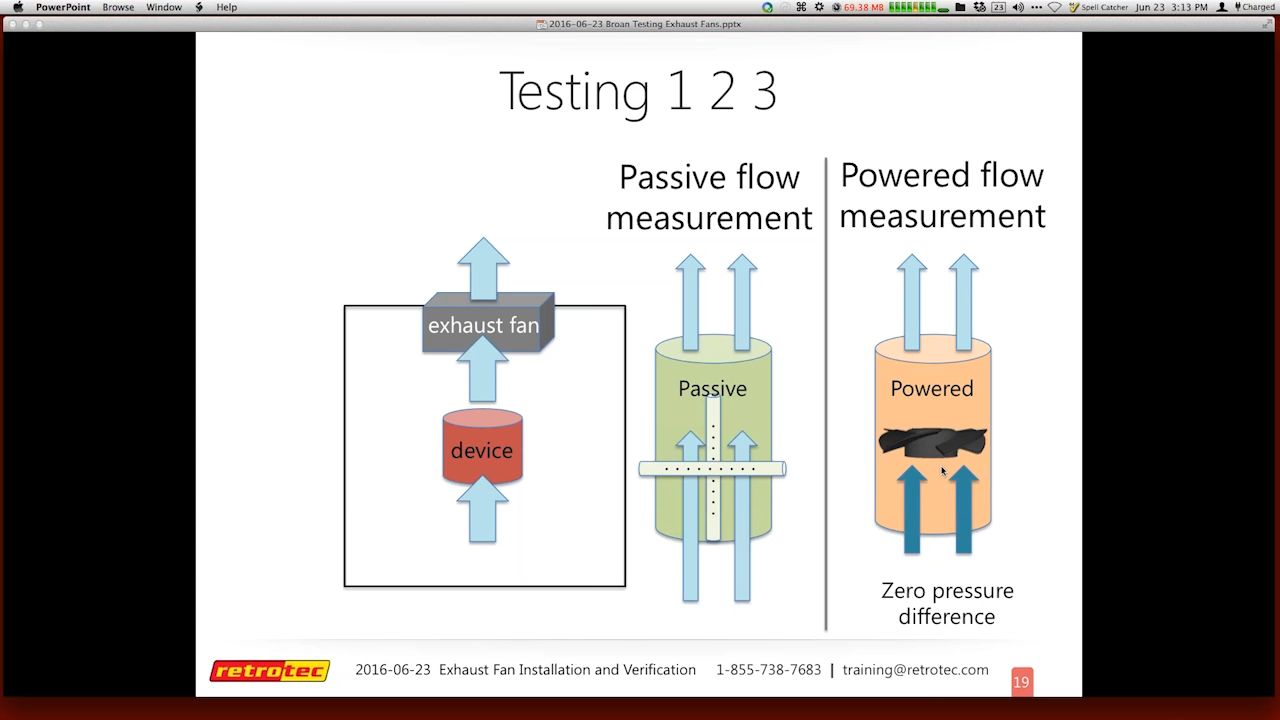 PowerPoint Browse Window Help
69.38 MB
23
Spell Catcher Jun 23 3:13 PM Charged
2016-06-23 Broan Testing Exhaust Fans.pptx
Testing 1 2 3
Passive flow
measurement
Powered flow
measurement
exhaust fan
device
Passive
Powered
Zero pressure
difference
retrotec
2016-06-23 Exhaust Fan Installation and Verification 1-855-738-7683 | training@retrotec.com
19